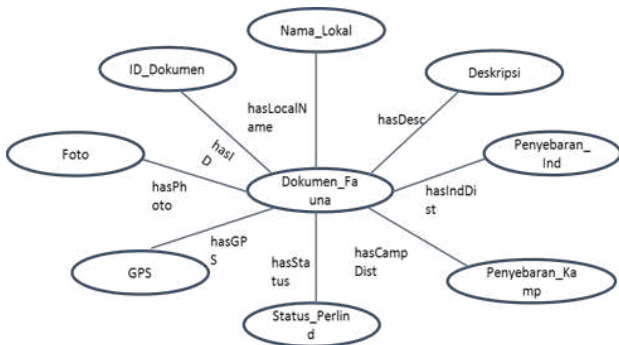 Nama_Lokal
ID_Dokumen
Deskripsi
hasLocalN
ame
hasDesc
hasI
D
Foto
Penyebaran_
Ind
Dokumen_Fa
una
hasPh
oto
hasIndDi
st
hasGP
S
GPS
hasSta
tus
hasCamp
Dist
Penyebaran_Ka
mp
Status_Perlin
d